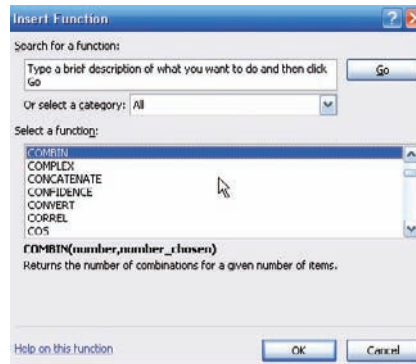 Insert Function
Search for a function:
Type a brief description of what you want to do and then click
Go
Go
Or select a category: All
Select a function:
COMBIN
COMPLEX
CONCATENATE
CONFIDENCE
CONVERT
CORREL
COS
COMBIN(number,number_chosen)
Returns the number of combinations for a given number of items.
Help on this function
OK
Cancel